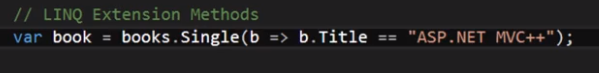 // LINQ Extension Methods
var book = books.Single(b => b.Title == "ASP.NET MVC++");